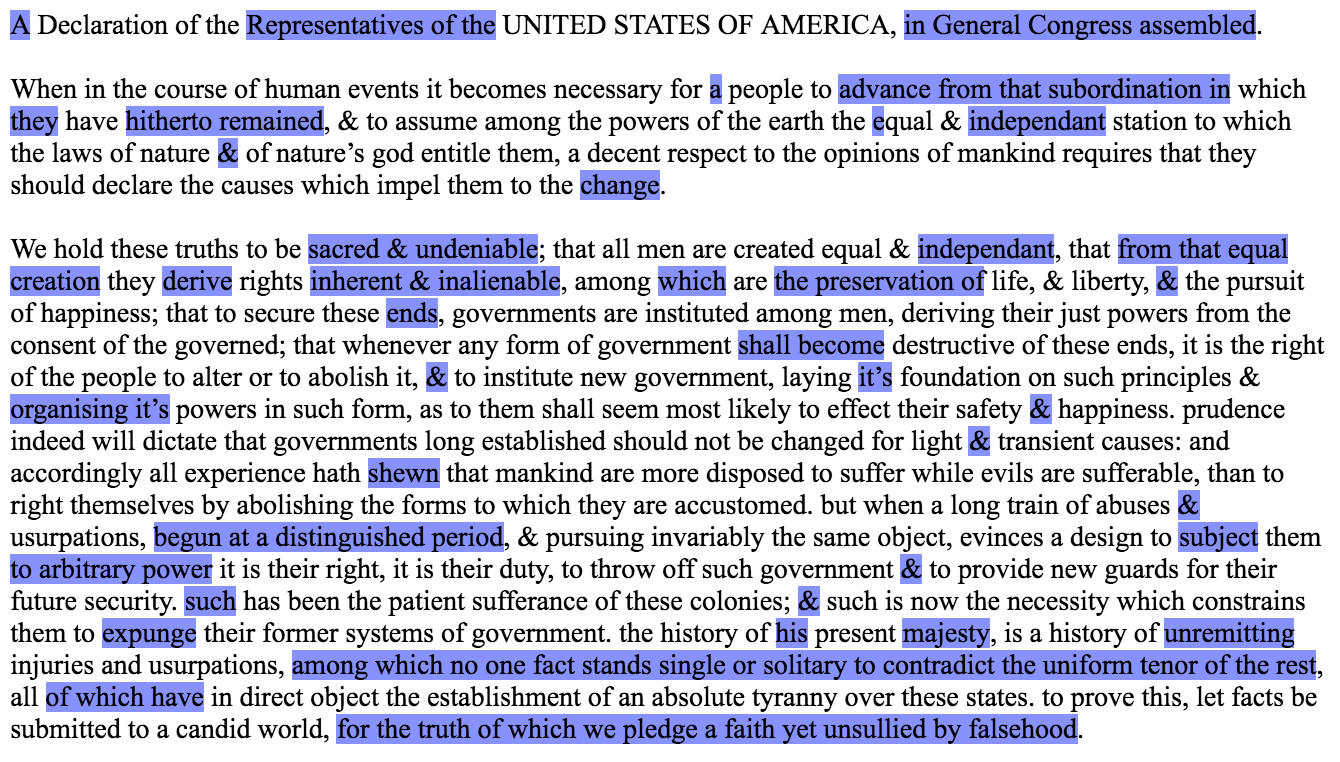 A Declaration of the Representatives of the UNITED STATES OF AMERICA, in General Congress assembled.
When in the course of human events it becomes necessary for a people to advance from that subordination in which
they have hitherto remained, & to assume among the powers of the earth the equal & independant station to which
the laws of nature & of nature’s god entitle them, a decent respect to the opinions of mankind requires that they
should declare the causes which impel them to the change.
We hold these truths to be sacred & undeniable; that all men are created equal & independant, that from that equal
creation they derive rights inherent & inalienable, among which are the preservation of life, & liberty, & the pursuit
of happiness; that to secure these ends, governments are instituted among men, deriving their just powers from the
consent of the governed; that whenever any form of government shall become destructive of these ends, it is the right
of the people to alter or to abolish it, & to institute new government, laying it’s foundation on such principles &
organising it’s powers in such form, as to them shall seem most likely to effect their safety & happiness. prudence
indeed will dictate that governments long established should not be changed for light & transient causes: and
accordingly all experience hath shewn that mankind are more disposed to suffer while evils are sufferable, than to
right themselves by abolishing the forms to which they are accustomed. but when a long train of abuses &
usurpations, begun at a distinguished period, & pursuing invariably the same object, evinces a design to subject them
to arbitrary power it is their right, it is their duty, to throw off such government & to provide new guards for their
future security. such has been the patient sufferance of these colonies; & such is now the necessity which constrains
them to expunge their former systems of government. the history of his present majesty, is a history of unremitting
injuries and usurpations, among which no one fact stands single or solitary to contradict the uniform tenor of the rest,
all of which have in direct object the establishment of an absolute tyranny over these states. to prove this, let facts be
submitted to a candid world, for the truth of which we pledge a faith yet unsullied by falsehood.